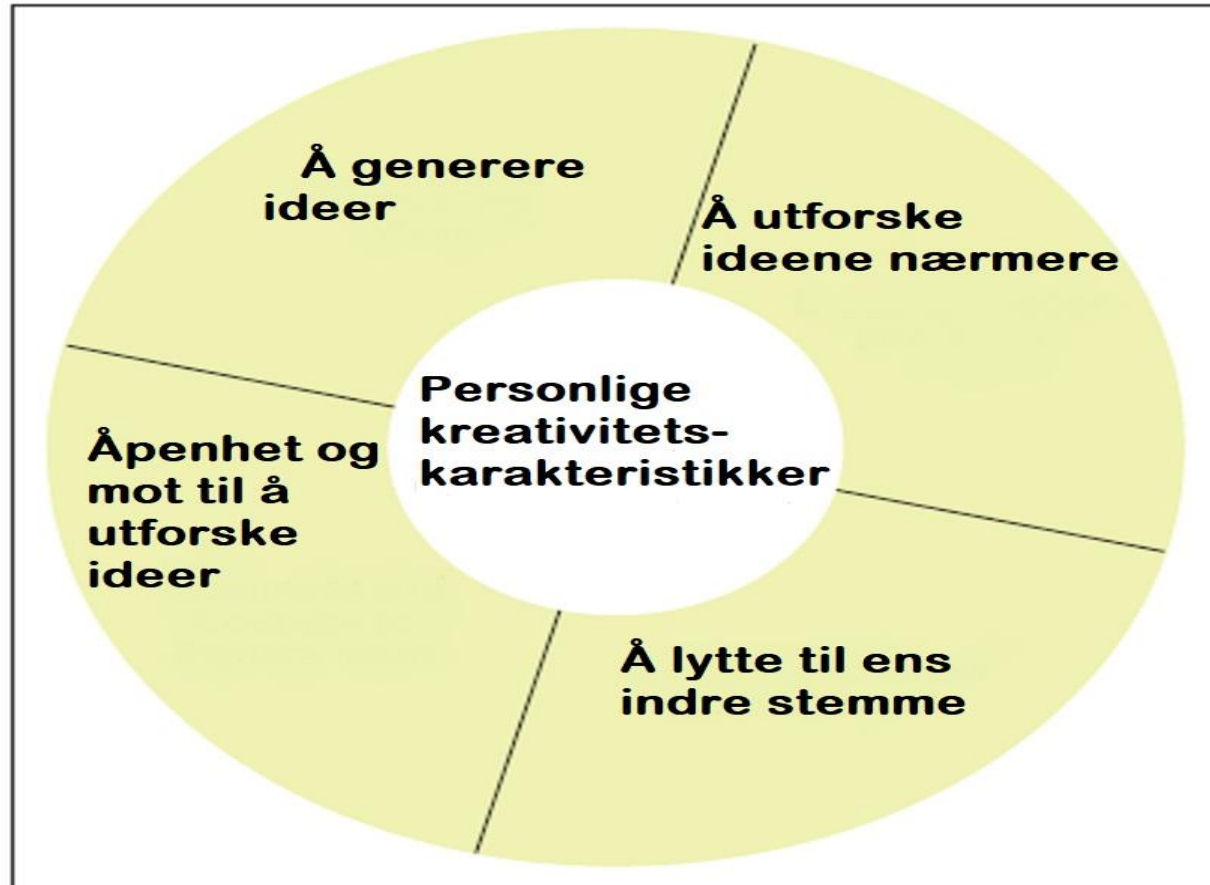 Å generere
ideer
Å utforske
ideene nærmere
Personlige
kreativitets-
karakteristikker
Åpenhet og
mot til å
utforske
ideer
Å lytte til ens
indre stemme